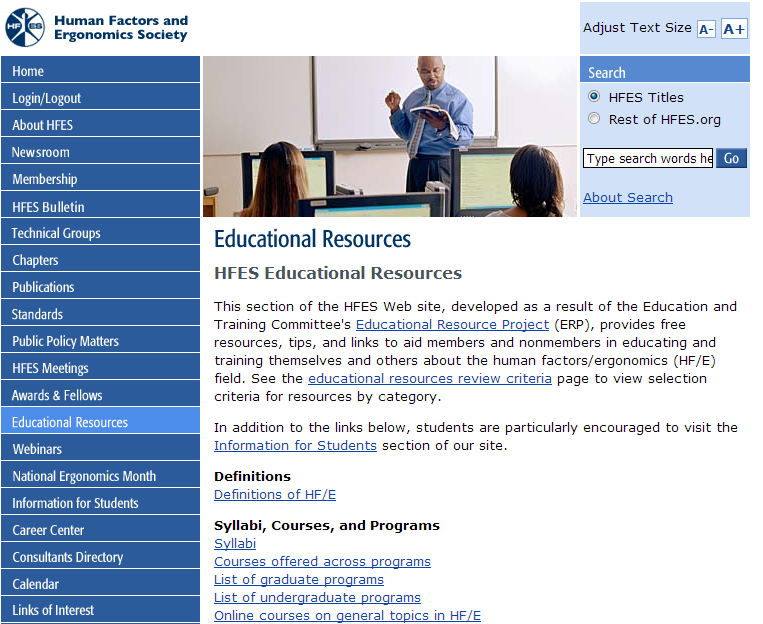 HFES
Human Factors and
Ergonomics Society
Adjust Text Size A- A+
Home
Login/Logout
About HFES
Newsroom
Membership
HFES Bulletin
Technical Groups
Chapters
Publications
Standards
Public Policy Matters
HFES Meetings
Awards & Fellows
Educational Resources
Webinars
National Ergonomics Month
Information for Students
Career Center
Consultants Directory
Calendar
Links of Interest
Search
HFES Titles
Rest of HFES.org
Type search words he Go
About Search
Educational Resources
HFES Educational Resources
This section of the HFES Web site, developed as a result of the Education and
Training Committee's Educational Resource Project (ERP), provides free
resources, tips, and links to aid members and nonmembers in educating and
training themselves and others about the human factors/ergonomics (HF/E)
field. See the educational resources review criteria page to view selection
criteria for resources by category.
In addition to the links below, students are particularly encouraged to visit the
Information for Students section of our site.
Definitions
Definitions of HF/E
Syllabi, Courses, and Programs
Syllabi
Courses offered across programs
List of graduate programs
List of undergraduate programs
Online courses on general topics in HF/E